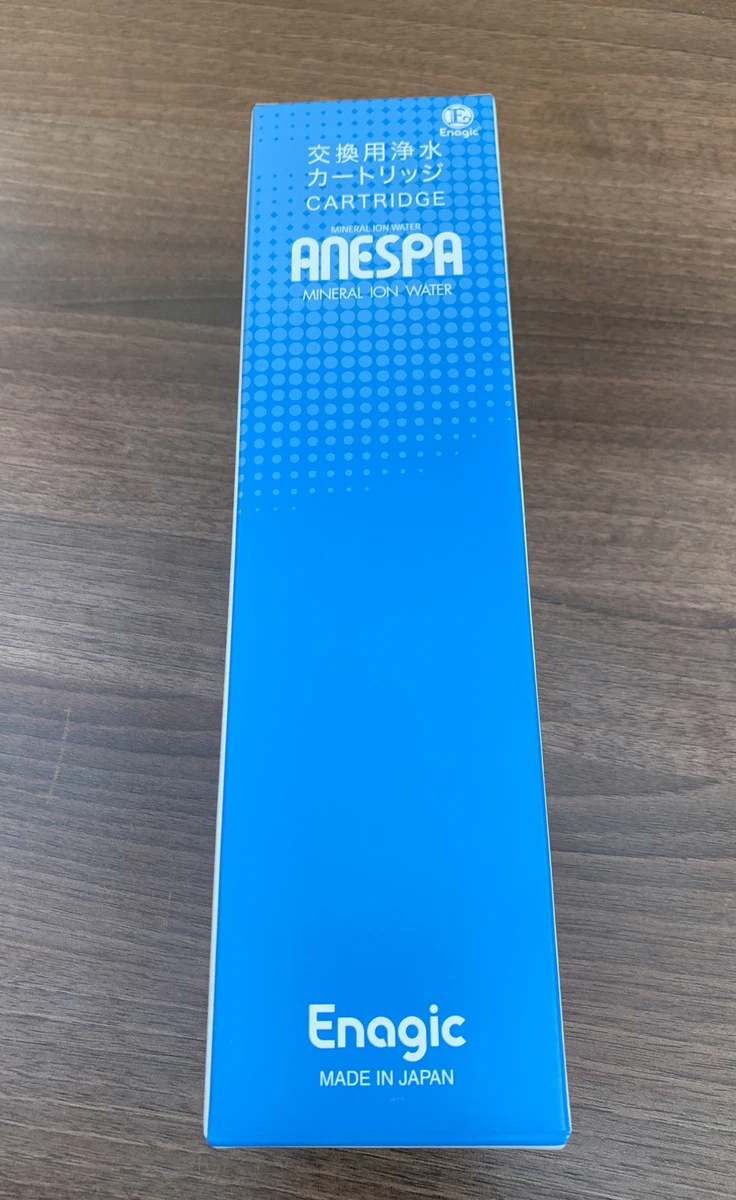 Enagic
交換用浄水
カートリッジ
CARTRIDGE
MINERAL ION WATER
ANESPA
MINERAL ION WATER
Enagic
MADE IN JAPAN